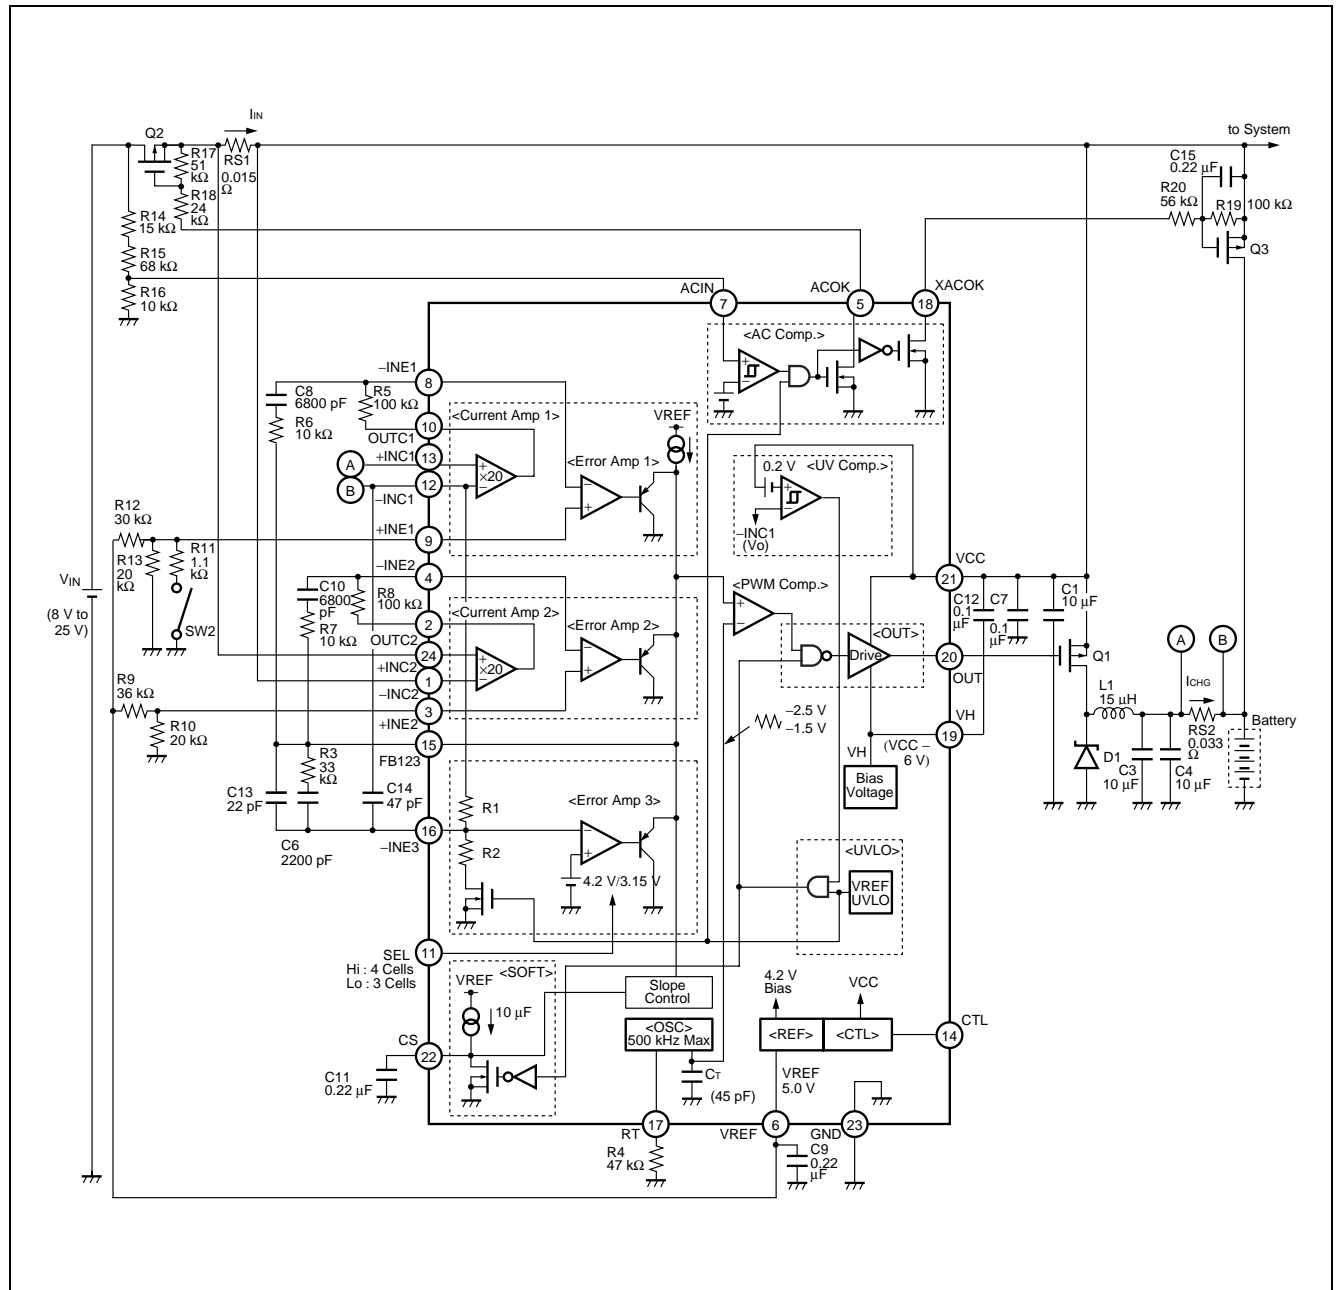 IIN
to System
Q2
R17
51
kΩ
RS1
0.015
Ω
R18
24
kΩ
C15
0.22 µF
R20
56 kΩ
R19
100 kΩ
Q3
R14
15 kΩ
R15
68 kΩ
R16
10 kΩ
ACIN
7
ACOK
5
XACOK
18
<AC Comp.>
+
−
−INE1
8
C8
6800 pF
R5
100 kΩ
R6
10 kΩ
10
OUTC1
<Current Amp 1>
VREF
A
+INC1
13
+
×20
−
<Error Amp 1>
−
+
B
12
−INC1
0.2 V
<UV Comp.>
+
−
−INC1
(Vo)
R12
30 kΩ
+INE1
9
R13
20
kΩ
R11
1.1
kΩ
SW2
VIN
(8 V to
25 V)
−INE2
4
C10
6800
pF
R8
100 kΩ
R7
10 kΩ
2
OUTC2
<Current Amp 2>
24
+INC2
+
×20
−
<Error Amp 2>
−
+
1
−INC2
<PWM Comp.>
+
−
VCC
21
C12
0.1
µF
C7
0.1
µF
C1
10 µF
<OUT>
Drive
20
OUT
Q1
A
B
R9
36 kΩ
3
+INE2
R10
20 kΩ
−2.5 V
−1.5 V
L1
15 µH
ICHG
RS2
0.033
Ω
Battery
VH
19
(VCC −
6 V)
VH
Bias
Voltage
D1
C3
10 µF
C4
10 µF
15
FB123
R3
33
kΩ
C13
22 pF
C14
47 pF
C6
2200 pF
16
−INE3
R1
R2
<Error Amp 3>
−
+
4.2 V/3.15 V
<UVLO>
VREF
UVLO
11
SEL
Hi : 4 Cells
Lo : 3 Cells
<SOFT>
VREF
10 µF
Slope
Control
4.2 V
Bias
VCC
<OSC>
500 kHz Max
<REF>
<CTL>
14
CTL
CS
22
C11
0.22 µF
CT
(45 pF)
VREF
5.0 V
RT
17
VREF
6
GND
23
R4
47 kΩ
C9
0.22
µF